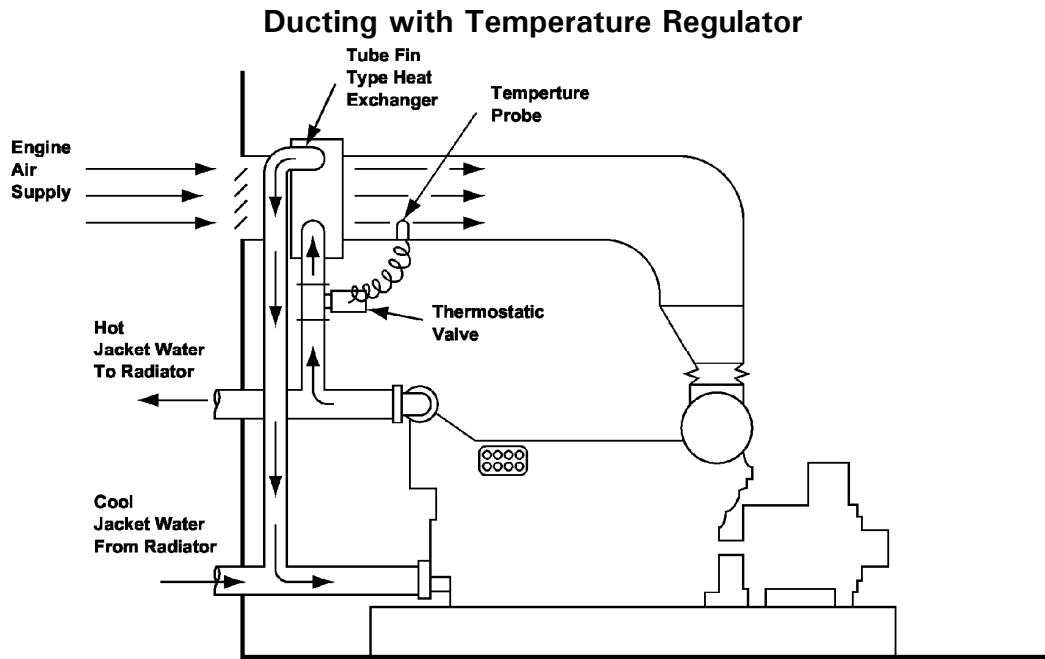 Ducting with Temperature Regulator
Tube Fin
Type Heat
Exchanger
Temperture
Probe
Engine
Air
Supply
Thermostatic
Valve
Hot
Jacket Water
To Radiator
Cool
Jacket Water
From Radiator